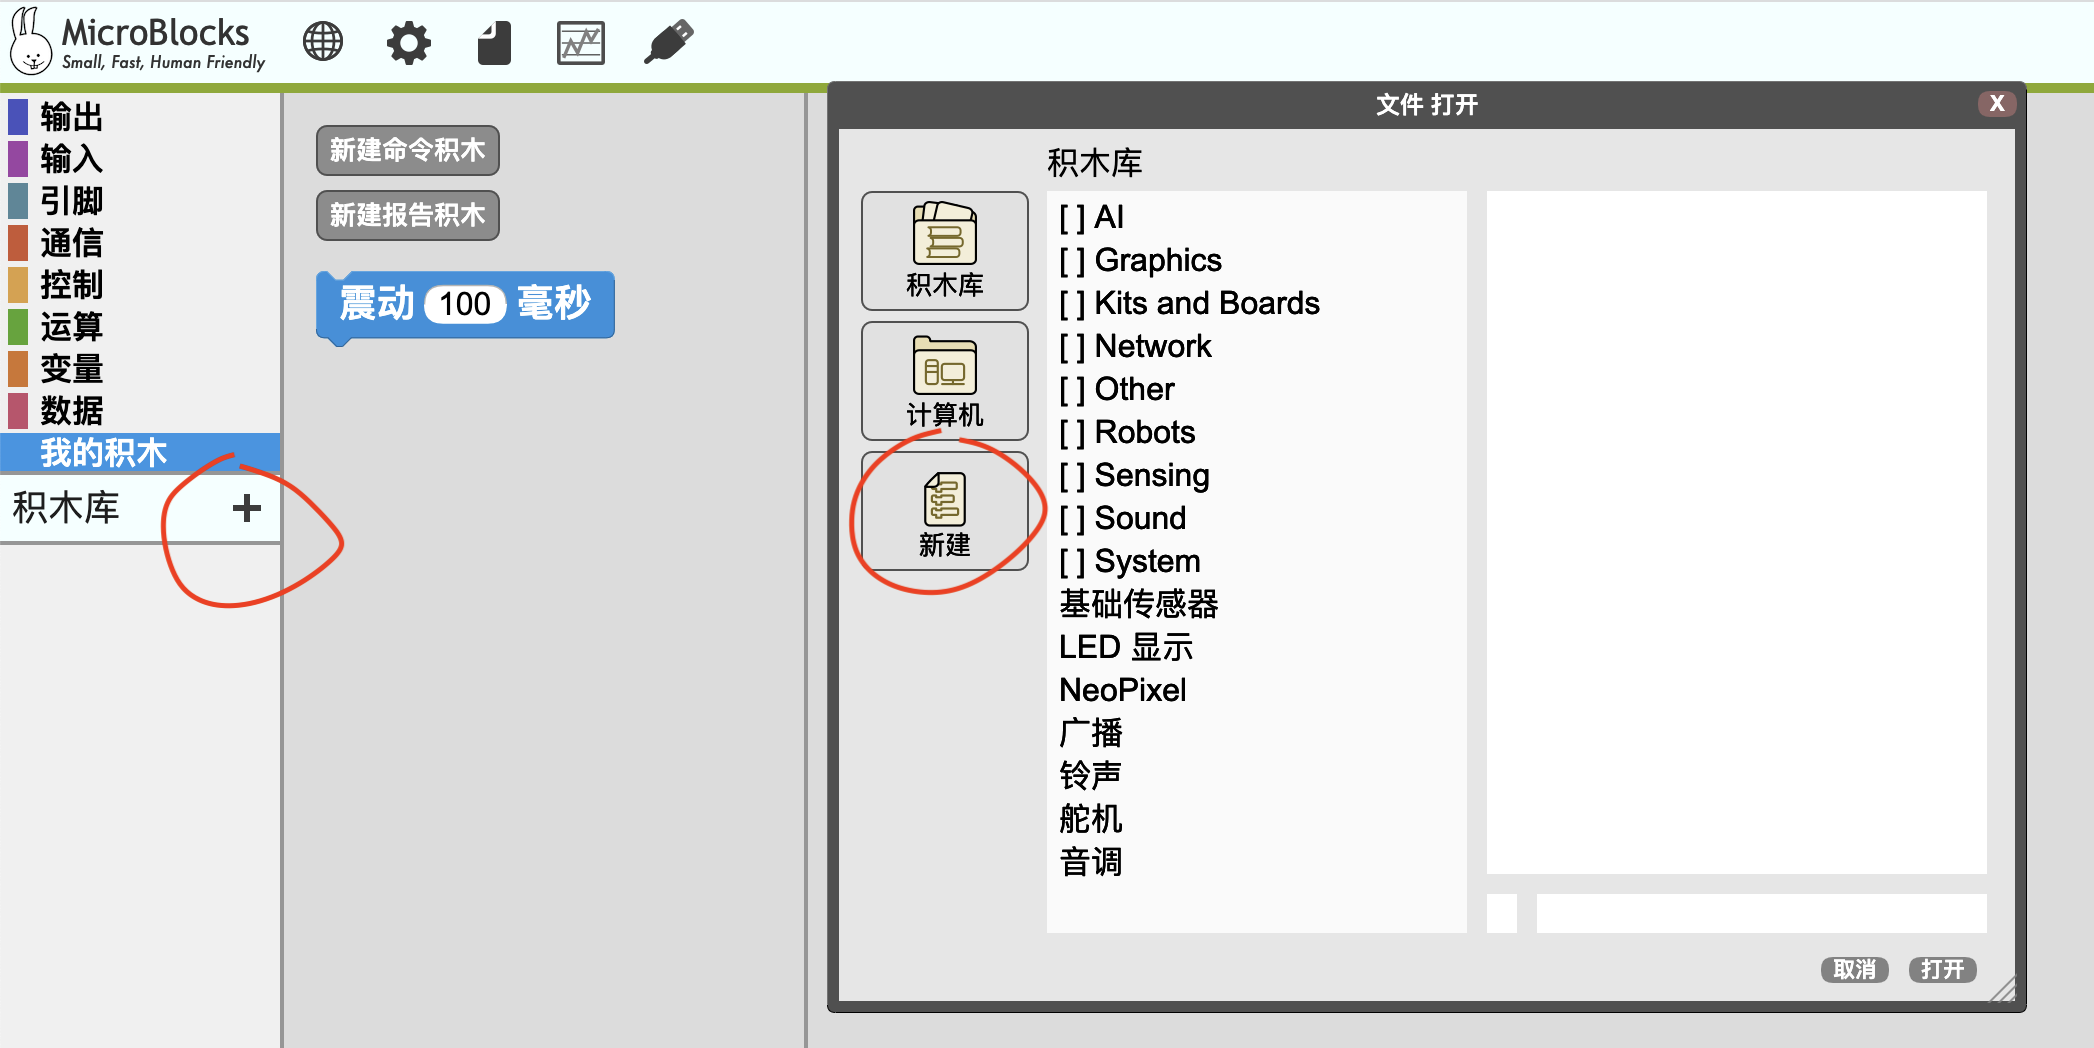 MicroBlocks
Small, Fast, Human Friendly
输出
输入
引脚
通信
控制
运算
变量
数据
我的积木
积木库 +
新建命令积木
新建报告积木
震动 100 毫秒
文件 打开
X
积木库
积木库
计算机
新建
[ ] AI
[ ] Graphics
[ ] Kits and Boards
[ ] Network
[ ] Other
[ ] Robots
[ ] Sensing
[ ] Sound
[ ] System
基础传感器
LED 显示
NeoPixel
广播
铃声
舵机
音调
取消
打开